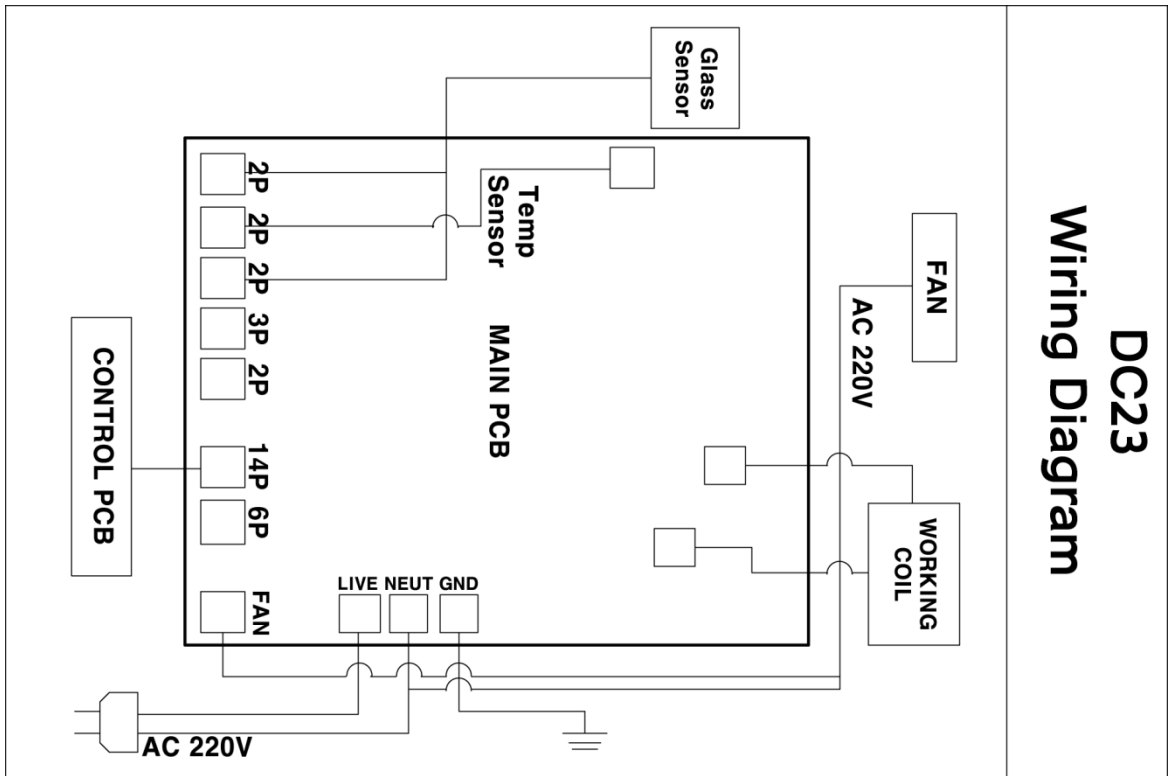 DC23
Wiring Diagram
Glass
Sensor
2P
2P
2P
3P
2P
14P
6P
FAN
Temp
Sensor
MAIN PCB
CONTROL PCB
FAN
AC 220V
WORKING
COIL
LIVE NEUT GND
AC 220V